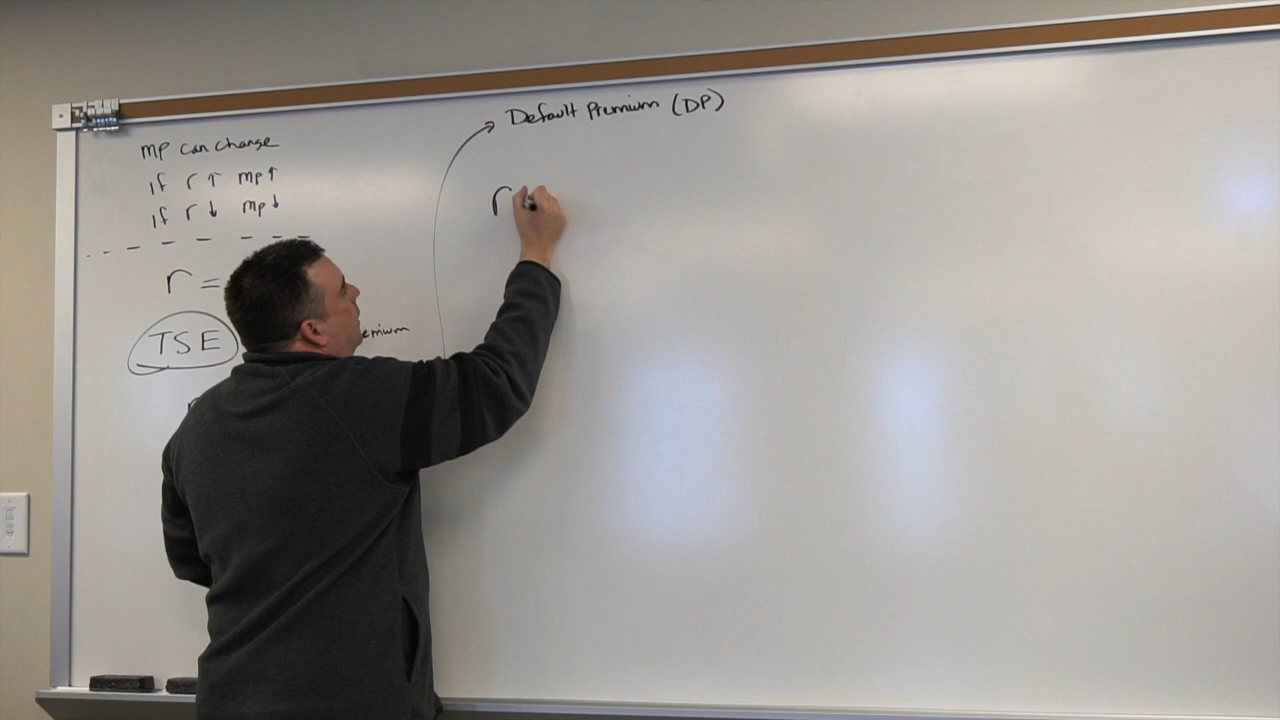 MP can change
If r ↑ mp↑
If r ↓ mp↓
r =
TSE
Default Premium (DP)
r